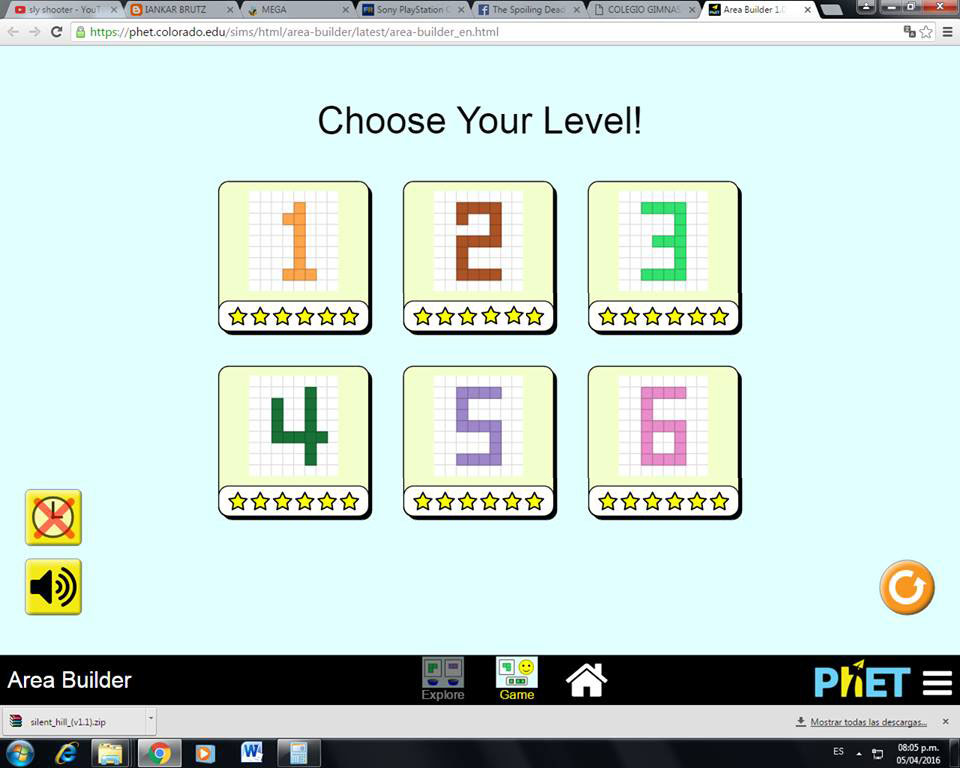 sly shooter - YouT
IANKAR BRUTZ
MEGA
Sony PlayStation C
The Spoiling Dead
COLEGIO GIMNAS
Area Builder 1.
https://phet.colorado.edu/sims/html/area-builder/latest/area-builder_en.html
Choose Your Level!
1 2 3
4 5 6
Area Builder
Explore
Game
PhET
silent_hill_(v1.1).zip
Mostrar todas las descargas...
ES
08:05 p.m.
05/04/2016